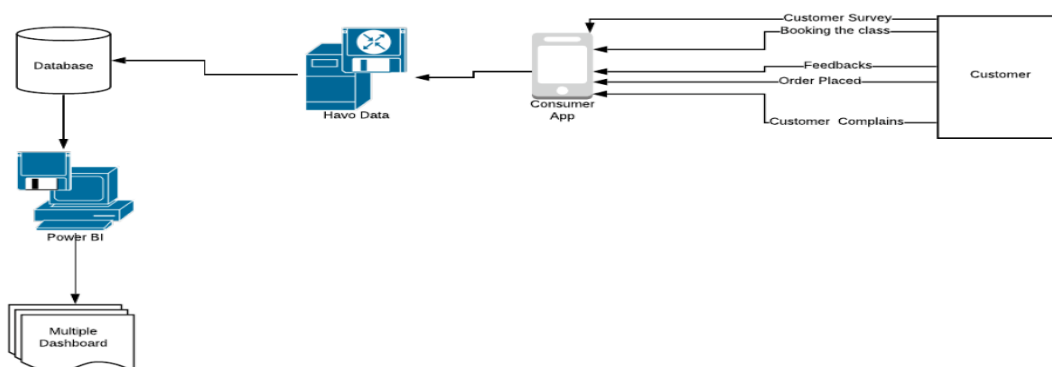 Customer Survey
Booking the class
Feedbacks
Order Placed
Customer Complains
Customer
Consumer
App
Havo Data
Database
Power BI
Multiple
Dashboard